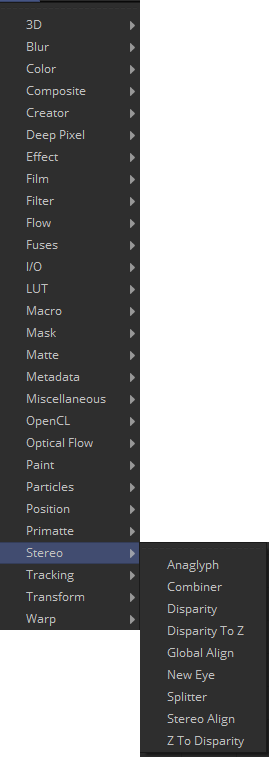 3D
Blur
Color
Composite
Creator
Deep Pixel
Effect
Film
Filter
Flow
Fuses
I/O
LUT
Macro
Mask
Matte
Metadata
Miscellaneous
OpenCL
Optical Flow
Paint
Particles
Position
Primatte
Stereo
Tracking
Transform
Warp
Anaglyph
Combiner
Disparity
Disparity To Z
Global Align
New Eye
Splitter
Stereo Align
Z To Disparity